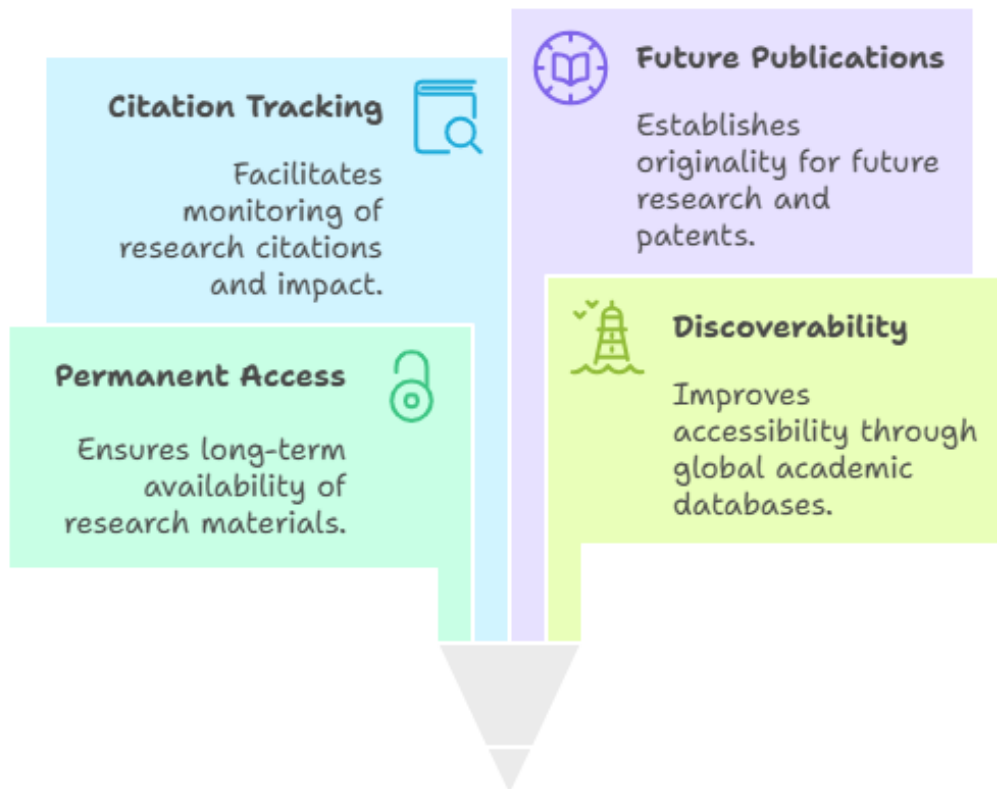 Citation Tracking
Facilitates
monitoring of
research citations
and impact.
Future Publications
Establishes
originality for future
research and
patents.
Permanent Access
Ensures long-term
availability of
research materials.
Discoverability
Improves
accessibility through
global academic
databases.